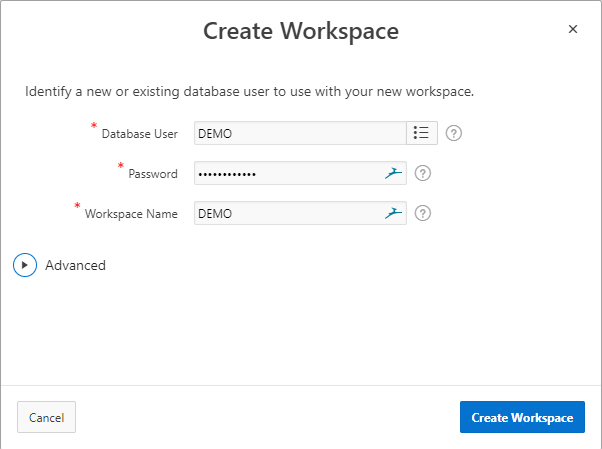 Create Workspace
×
Identify a new or existing database user to use with your new workspace.
* Database User DEMO ?
* Password •••••••••••• ?
* Workspace Name DEMO ?
Advanced
Cancel Create Workspace